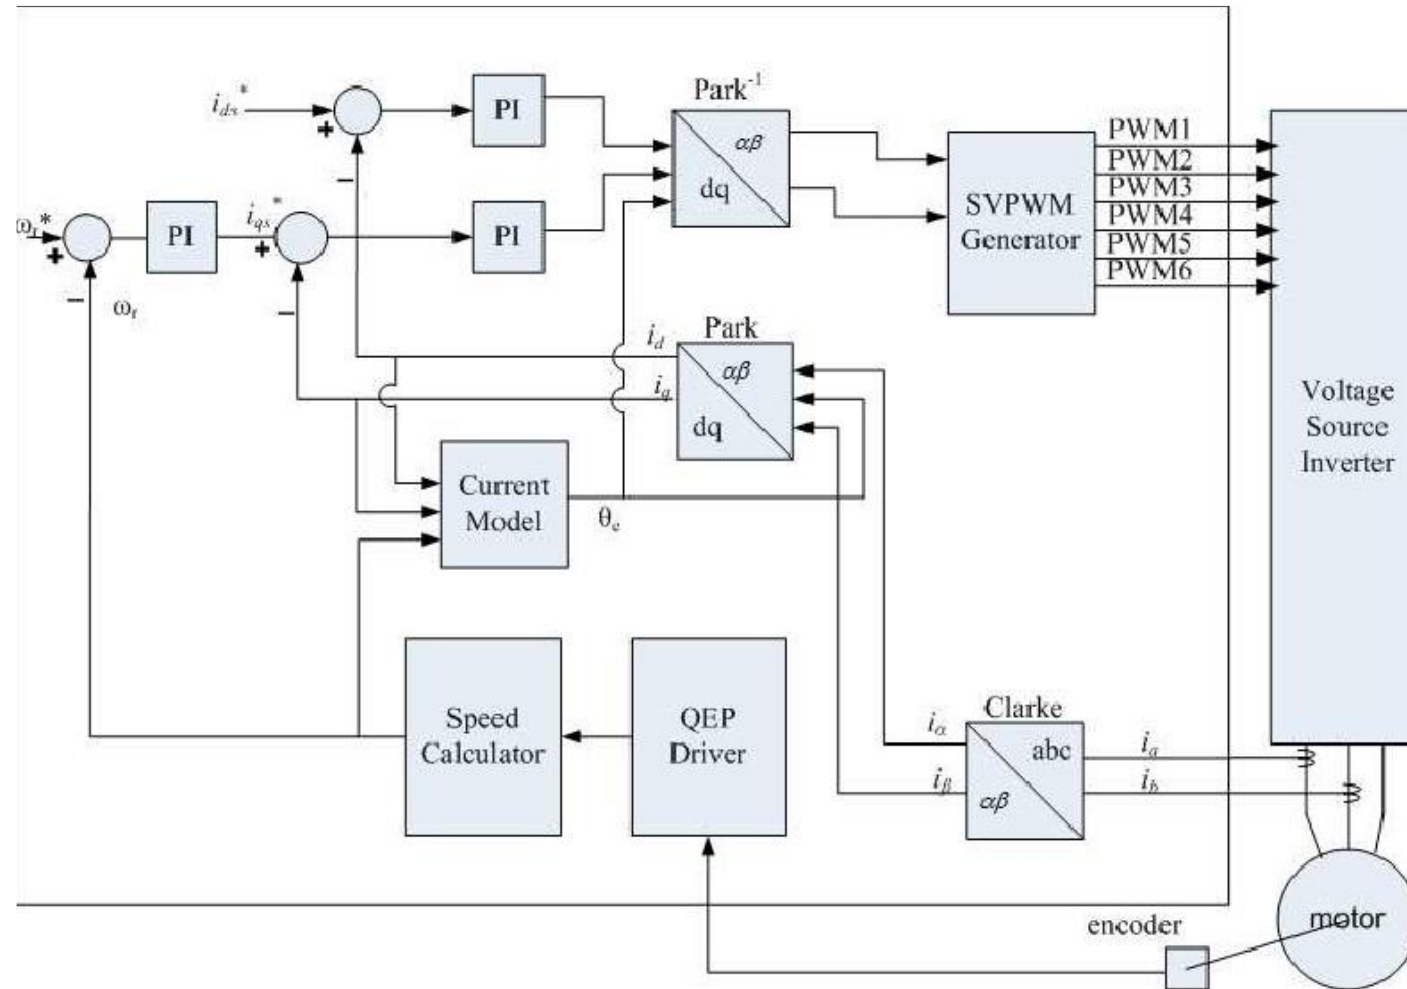 Park⁻¹
i_ds*
PI
αβ
dq
PWM1
PWM2
PWM3
PWM4
PWM5
PWM6
SVPWM
Generator
ω_r*
PI
i_qs*
PI
+
+
+
−
−
−
ω_r
Park
i_d
i_q
αβ
dq
Voltage
Source
Inverter
Current
Model
θ_e
Speed
Calculator
QEP
Driver
Clarke
i_α
i_β
abc
αβ
i_a
i_b
encoder
motor